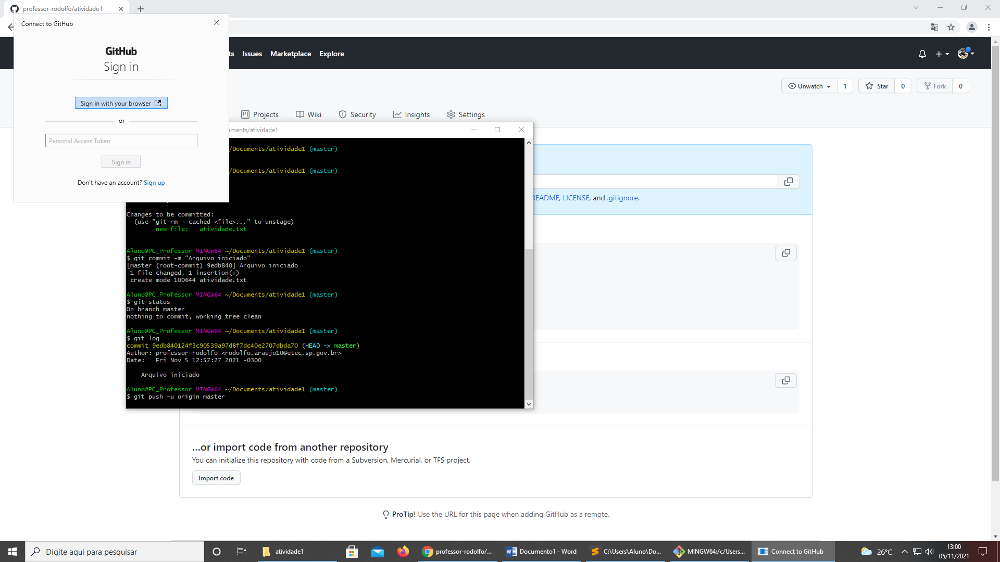 professor-rodolfo/atividade1
Connect to GitHub
GitHub
Sign in
Sign in with your browser
or
Personal Access Token
Sign in
Don't have an account? Sign up
ts Issues Marketplace Explore
Unwatch 1 Star 0 Fork 0
Projects Wiki Security Insights Settings
uments/atividade1
/Documents/atividade1 (master)
/Documents/atividade1 (master)
README, LICENSE, and .gitignore.
Changes to be committed:
(use "git rm --cached <file>..." to unstage)
new file: atividade.txt
Aluno@PC_Professor MINGW64 ~/Documents/atividade1 (master)
$ git commit -m "Arquivo iniciado"
[master (root-commit) 9edb840] Arquivo iniciado
1 file changed, 1 insertion(+)
create mode 100644 atividade.txt
Aluno@PC_Professor MINGW64 ~/Documents/atividade1 (master)
$ git status
On branch master
nothing to commit, working tree clean
Aluno@PC_Professor MINGW64 ~/Documents/atividade1 (master)
$ git log
commit 9edb840124f3c90539a97d8f7dc40e2707dbda70 (HEAD -> master)
Author: professor-rodolfo <rodolfo.araujo10@etec.sp.gov.br>
Date: Fri Nov 5 12:57:27 2021 -0300
Arquivo iniciado
Aluno@PC_Professor MINGW64 ~/Documents/atividade1 (master)
$ git push -u origin master
...or import code from another repository
You can initialize this repository with code from a Subversion, Mercurial, or TFS project.
Import code
ProTip! Use the URL for this page when adding GitHub as a remote.
Digite aqui para pesquisar
atividade1
professor-rodolfo/...
Documento1 - Word
C:\Users\Aluno\Do...
MINGW64:/c/Users...
Connect to GitHub
26°C
13:00
05/11/2021